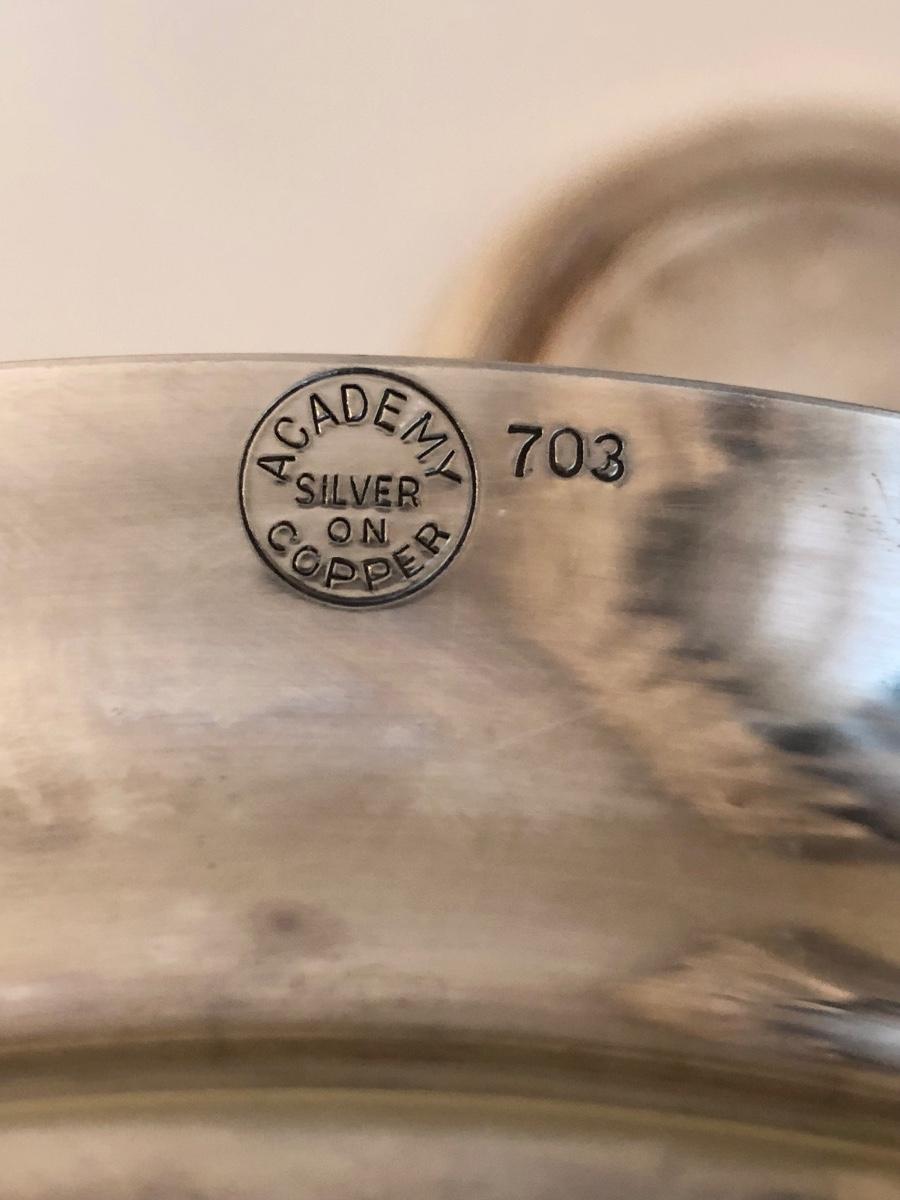 ACADEMY
SILVER
ON
COPPER
703